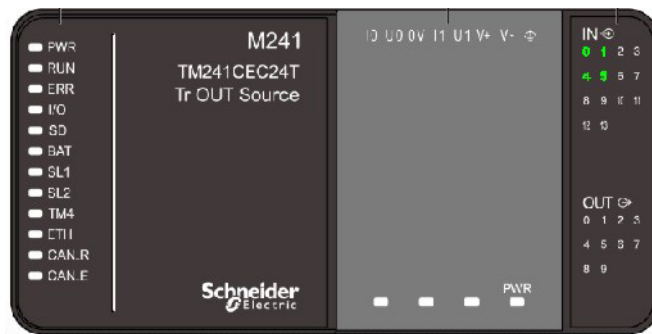 PWR
RUN
ERR
I/O
SD
BAT
SL1
SL2
TM4
ETH
CAN.R
CAN.E
M241
TM241CEC24T
Tr OUT Source
Schneider
Electric
I0 U0 0V I1 U1 V+ V-
PWR
IN
0 1 2 3
4 5 6 7
8 9 10 11
12 13
OUT
0 1 2 3
4 5 6 7
8 9